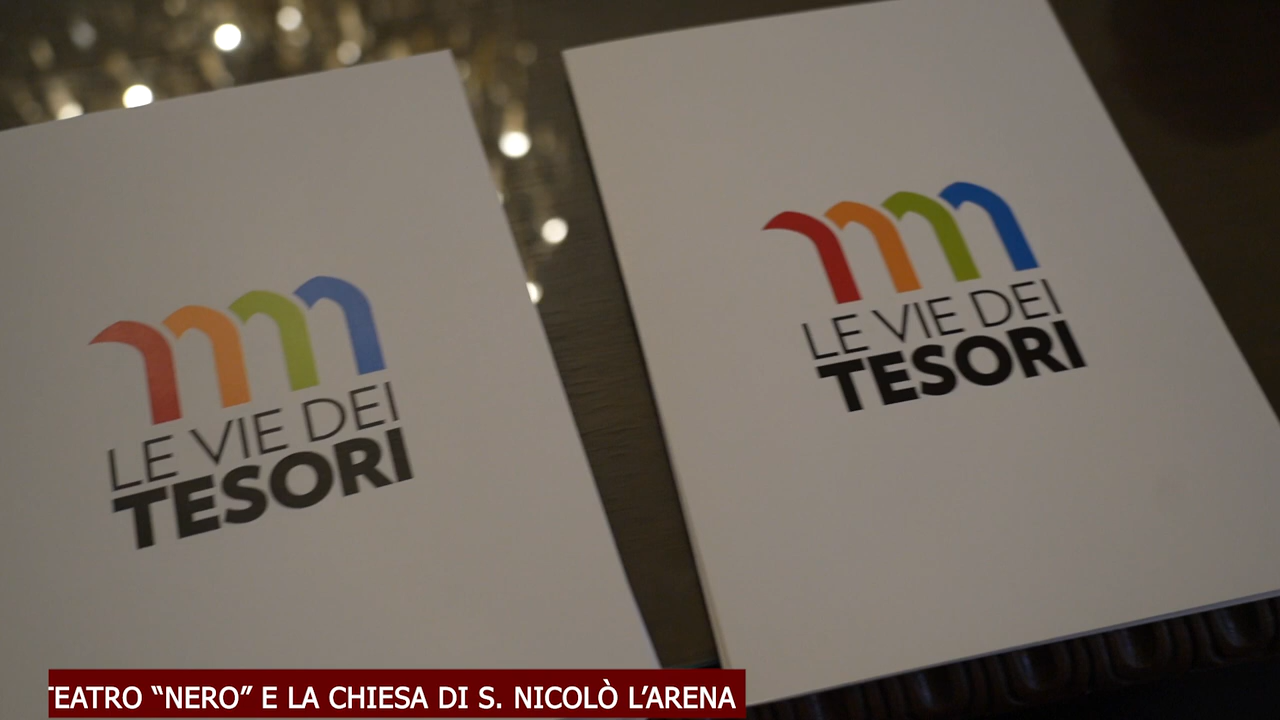 LE VIE DEI
TESORI
LE VIE DEI
TESORI
TEATRO “NERO” E LA CHIESA DI S. NICOLÒ L’ARENA